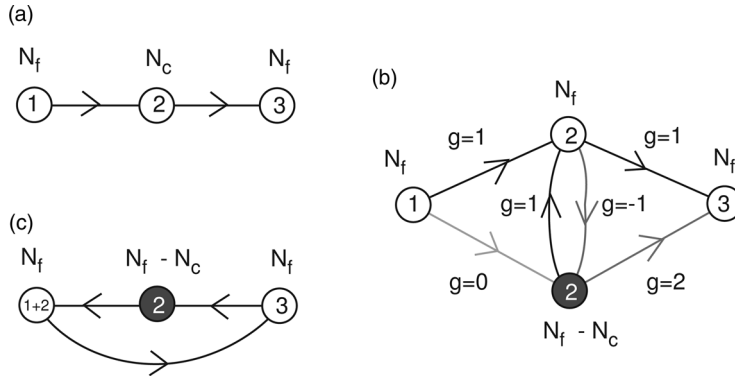 (a)
N_f N_c N_f
1 2 3
(b)
N_f
2
g=1 g=1
N_f N_f
1 g=1 g=-1 3
g=0 g=2
2
N_f - N_c
(c)
N_f N_f - N_c N_f
1+2 2 3